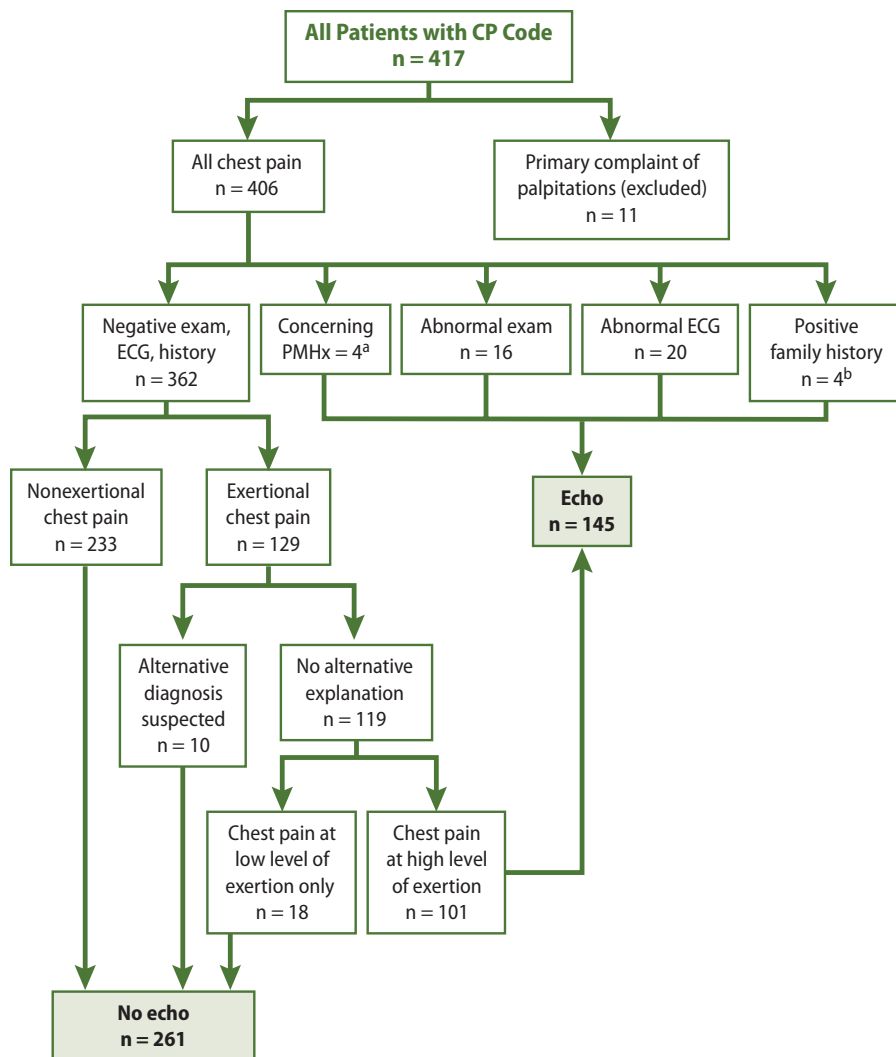 All Patients with CP Code
n = 417
All chest pain
n = 406
Primary complaint of
palpitations (excluded)
n = 11
Negative exam,
ECG, history
n = 362
Concerning
PMHx = 4ᵃ
Abnormal exam
n = 16
Abnormal ECG
n = 20
Positive
family history
n = 4ᵇ
Nonexertional
chest pain
n = 233
Exertional
chest pain
n = 129
Echo
n = 145
Alternative
diagnosis
suspected
n = 10
No alternative
explanation
n = 119
Chest pain at
low level of
exertion only
n = 18
Chest pain
at high level
of exertion
n = 101
No echo
n = 261